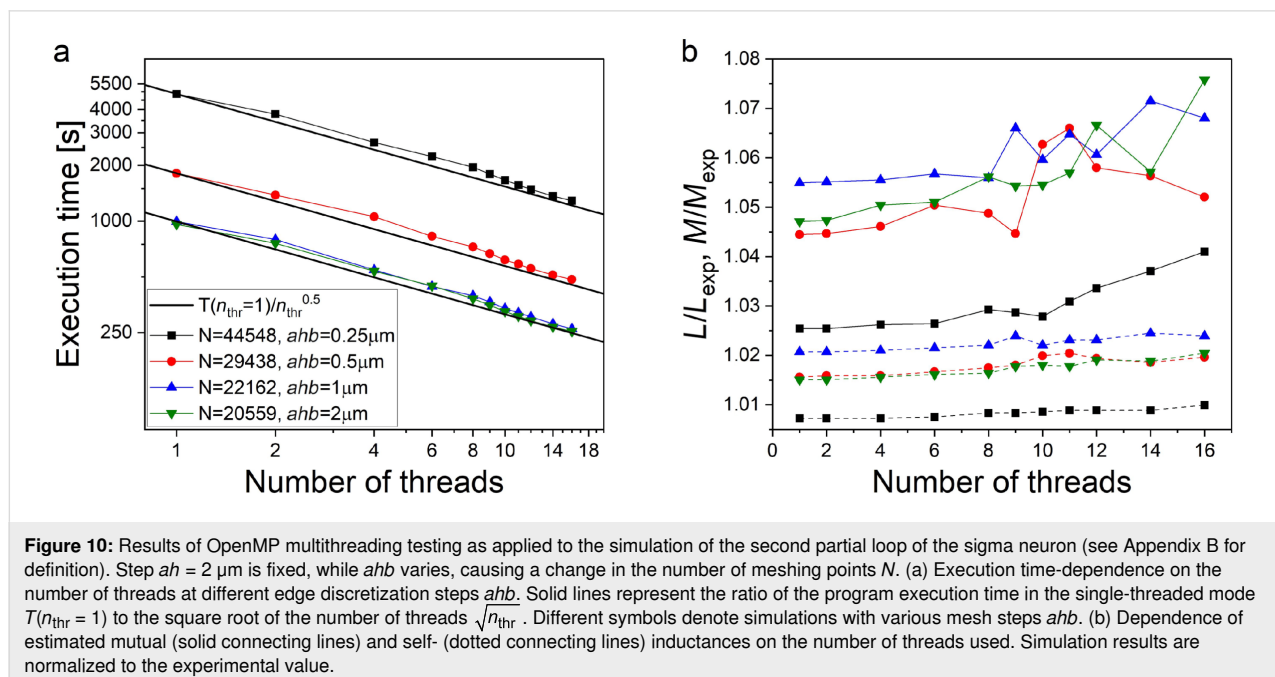 a
5500
4000
3000
2000
1000
250
Execution time [s]
T(n_thr=1)/n_thr^0.5
N=44548, ahb=0.25μm
N=29438, ahb=0.5μm
N=22162, ahb=1μm
N=20559, ahb=2μm
1 2 4 6 8 10 14 18
Number of threads
b
1.08
1.07
1.06
1.05
1.04
1.03
1.02
1.01
L/L_exp, M/M_exp
0 2 4 6 8 10 12 14 16
Number of threads
Figure 10: Results of OpenMP multithreading testing as applied to the simulation of the second partial loop of the sigma neuron (see Appendix B for
definition). Step ah = 2 μm is fixed, while ahb varies, causing a change in the number of meshing points N. (a) Execution time-dependence on the
number of threads at different edge discretization steps ahb. Solid lines represent the ratio of the program execution time in the single-threaded mode
T(n_thr = 1) to the square root of the number of threads √n_thr. Different symbols denote simulations with various mesh steps ahb. (b) Dependence of
estimated mutual (solid connecting lines) and self- (dotted connecting lines) inductances on the number of threads used. Simulation results are
normalized to the experimental value.